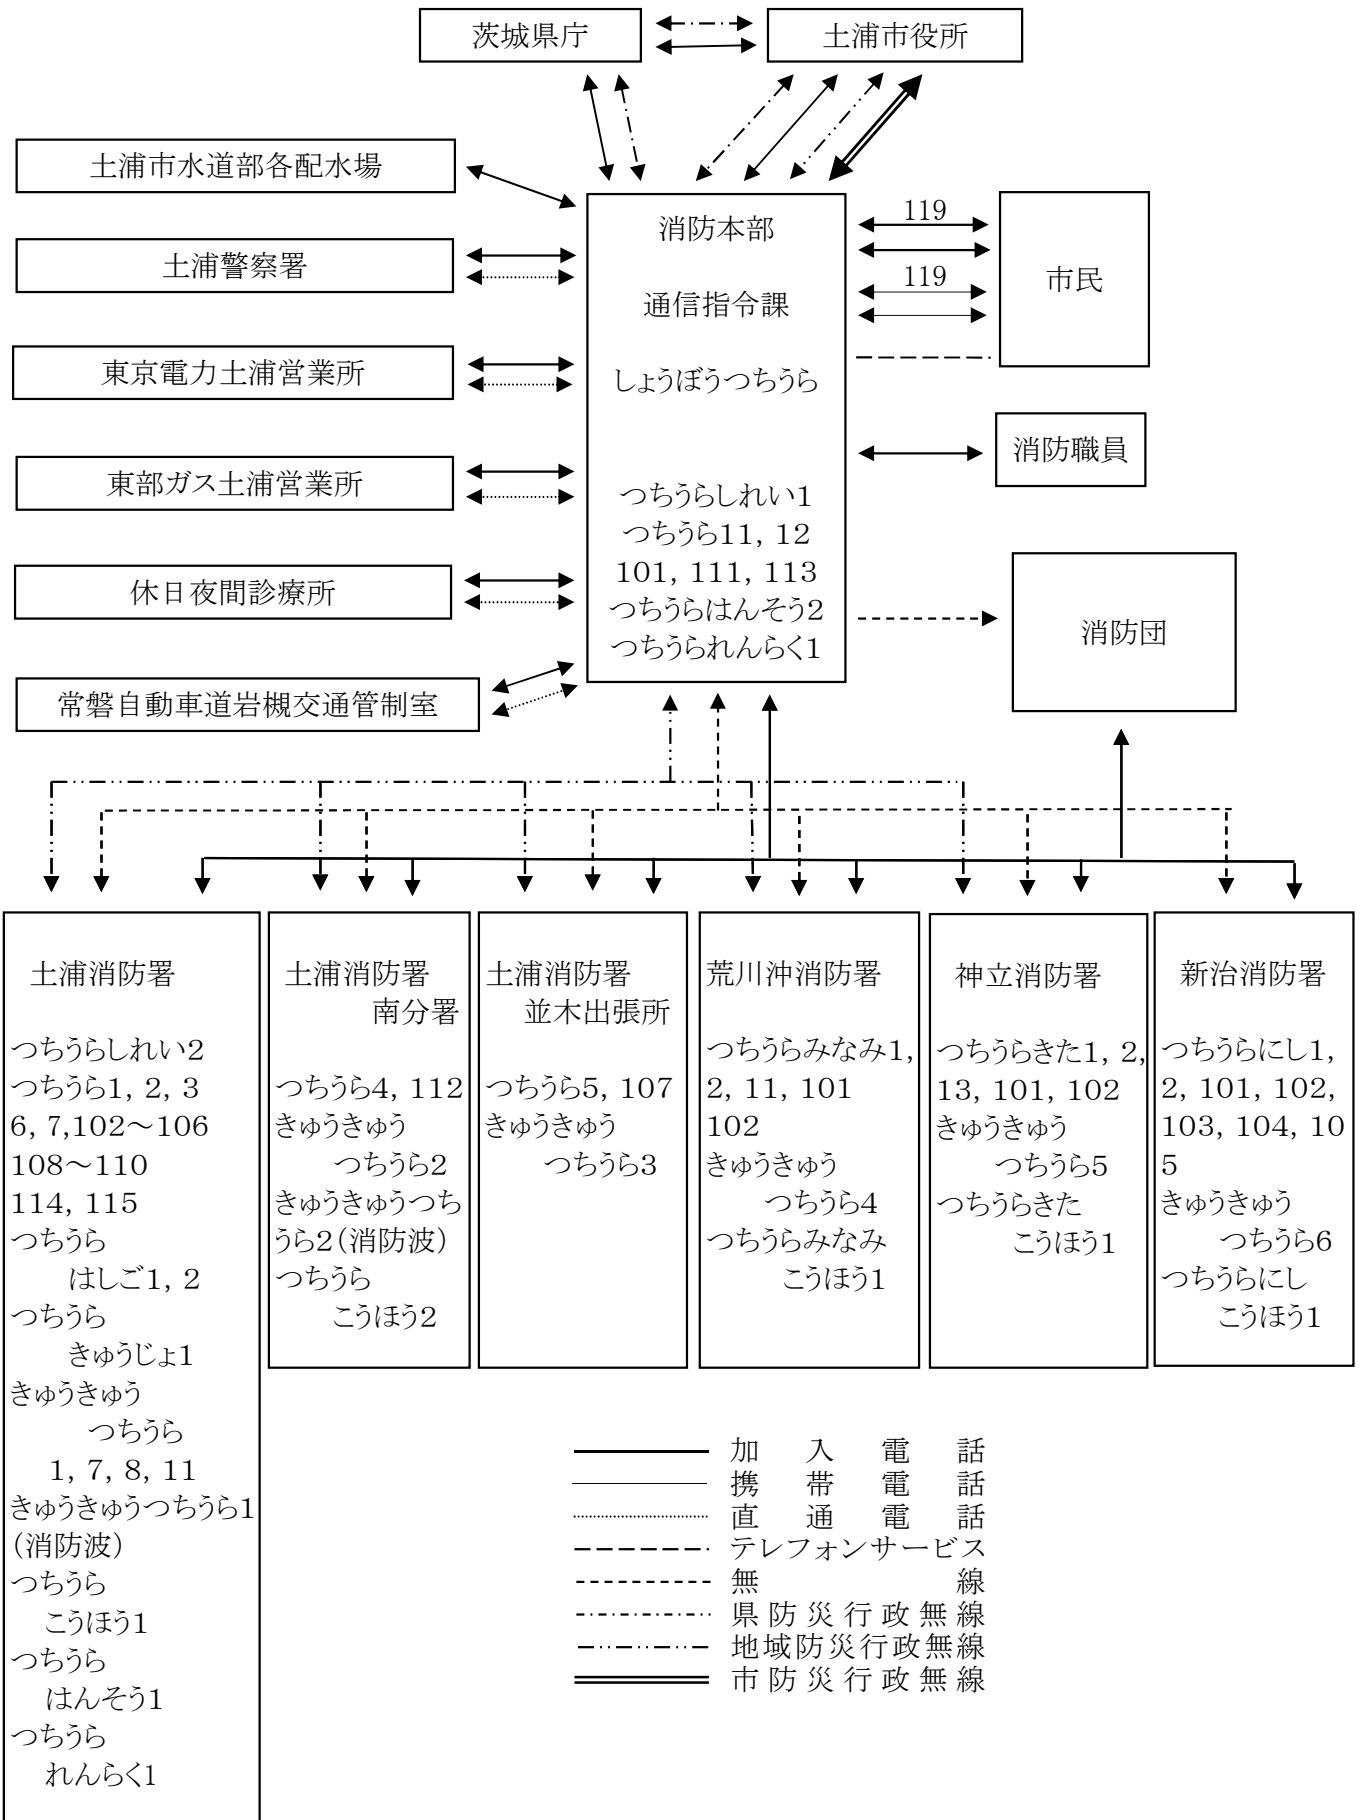 茨城県庁
土浦市役所
土浦市水道部各配水場
土浦警察署
東京電力土浦営業所
東部ガス土浦営業所
休日夜間診療所
常磐自動車道岩槻交通管制室
消防本部
通信指令課
しょうぼうつちうら
つちうらしれい1
つちうら11, 12
101, 111, 113
つちうらはんそう2
つちうられんらく1
119
119
市民
消防職員
消防団
土浦消防署
つちうらしれい2
つちうら1, 2, 3
6, 7,102～106
108～110
114, 115
つちうら
はしご1, 2
つちうら
きゅうじょ1
きゅうきゅう
つちうら
1, 7, 8, 11
きゅうきゅうつちうら1
(消防波)
つちうら
こうほう1
つちうら
はんそう1
つちうら
れんらく1
土浦消防署
南分署
つちうら4, 112
きゅうきゅう
つちうら2
きゅうきゅうつち
うら2(消防波)
つちうら
こうほう2
土浦消防署
並木出張所
つちうら5, 107
きゅうきゅう
つちうら3
荒川沖消防署
つちうらみなみ1,
2, 11, 101
102
きゅうきゅう
つちうら4
つちうらみなみ
こうほう1
神立消防署
つちうらきた1, 2,
13, 101, 102
きゅうきゅう
つちうら5
つちうらきた
こうほう1
新治消防署
つちうらにし1,
2, 101, 102,
103, 104, 10
5
きゅうきゅう
つちうら6
つちうらにし
こうほう1
加入電話
携帯電話
直通電話
テレフォンサービス
無線
県防災行政無線
地域防災行政無線
市防災行政無線